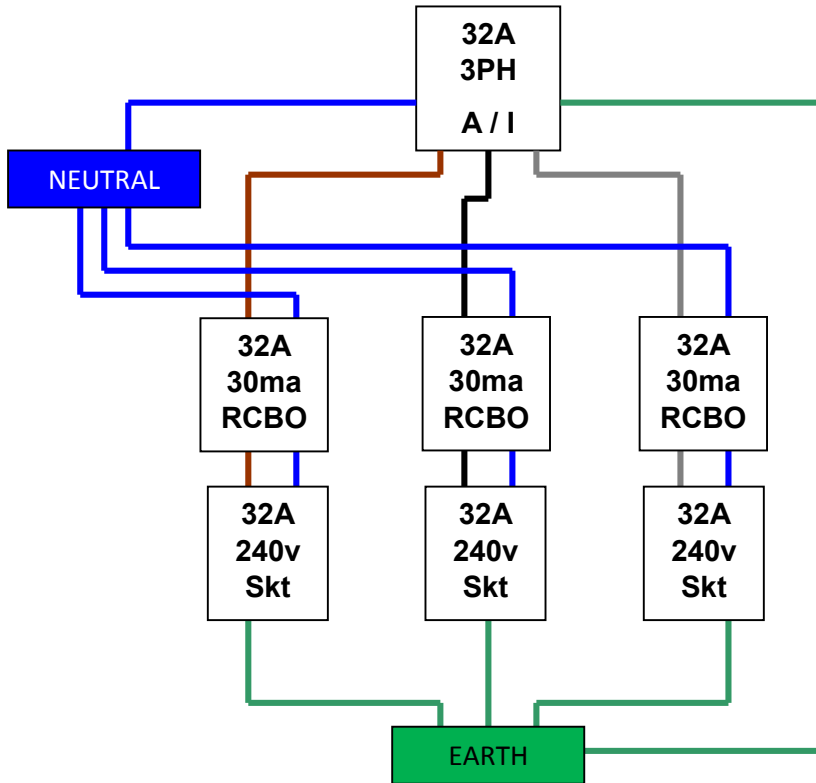 32A
3PH
A / I
NEUTRAL
32A
30ma
RCBO
32A
30ma
RCBO
32A
30ma
RCBO
32A
240v
Skt
32A
240v
Skt
32A
240v
Skt
EARTH